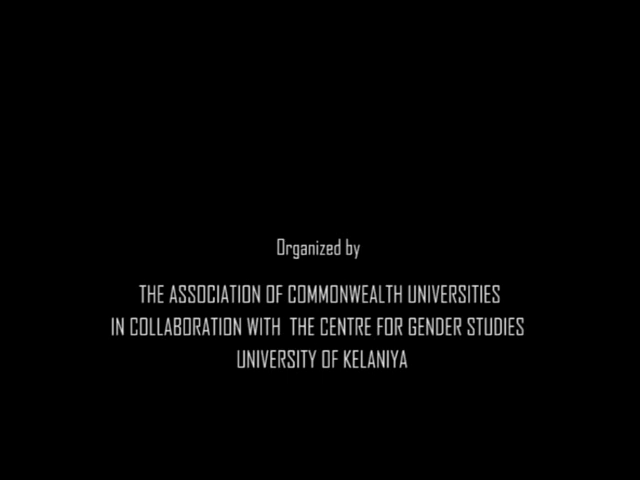 Organized by
THE ASSOCIATION OF COMMONWEALTH UNIVERSITIES
IN COLLABORATION WITH THE CENTRE FOR GENDER STUDIES
UNIVERSITY OF KELANIYA